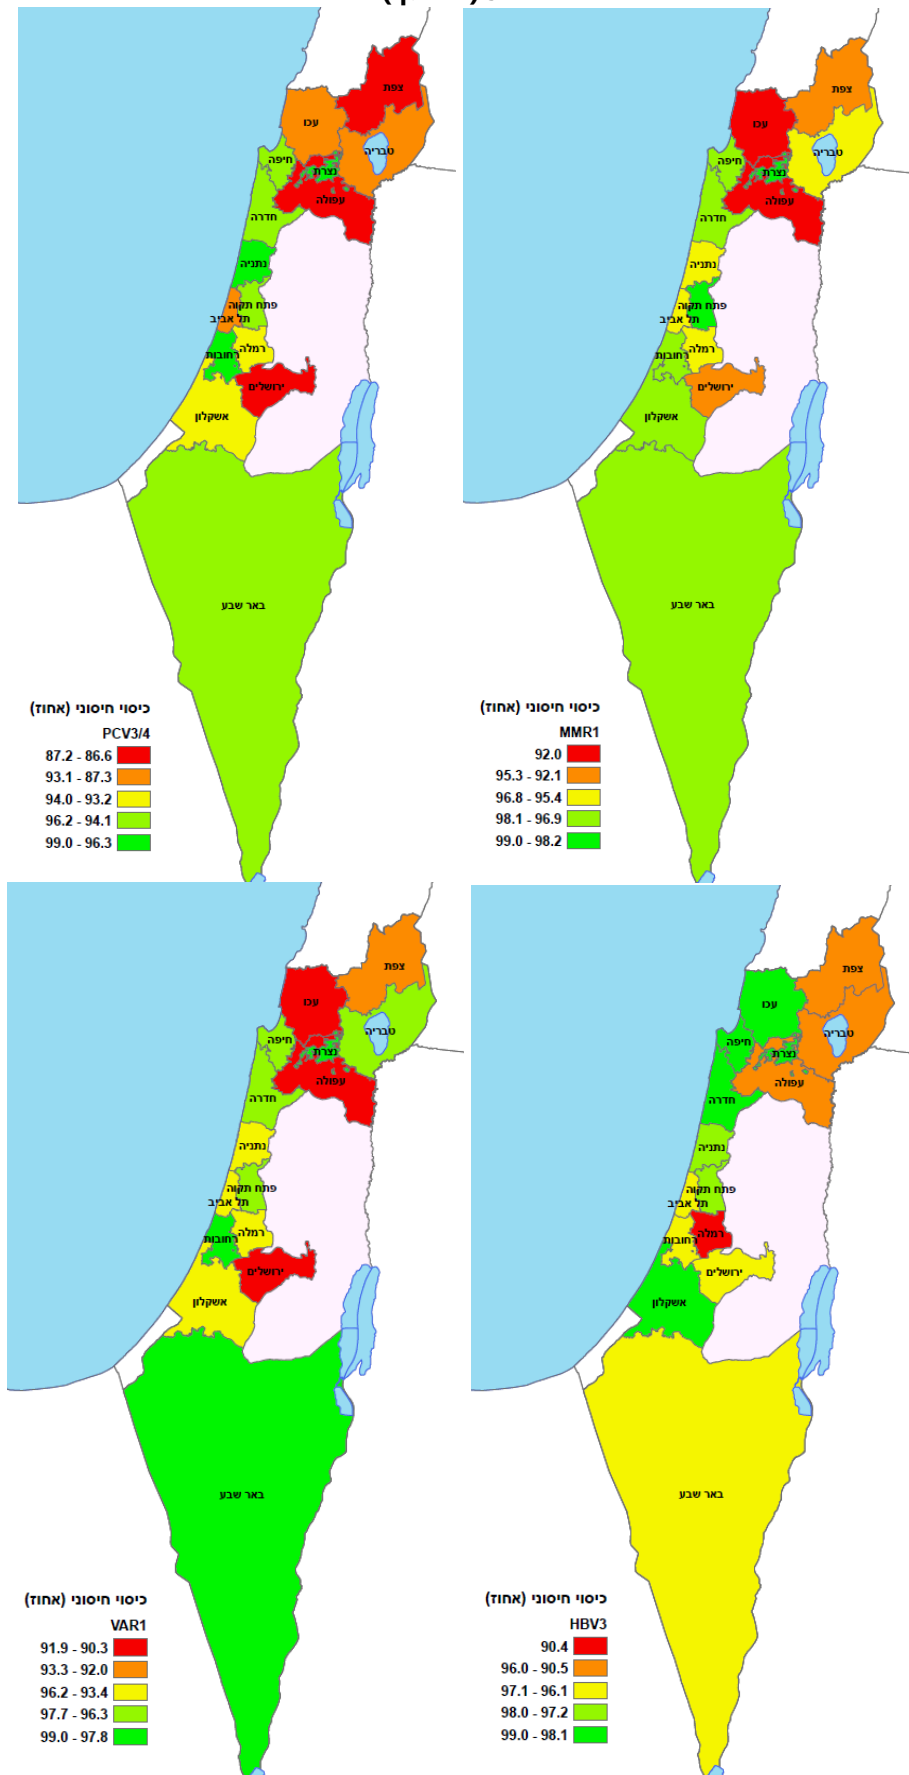 צפת
עכו
טבריה
חיפה
נצרת
עפולה
חדרה
נתניה
פתח תקוה
תל אביב
רמלה
רחובות
ירושלים
אשקלון
באר שבע
כיסוי חיסוני (אחוז)
PCV3/4
87.2 - 86.6
93.1 - 87.3
94.0 - 93.2
96.2 - 94.1
99.0 - 96.3
צפת
עכו
טבריה
חיפה
נצרת
עפולה
חדרה
נתניה
פתח תקוה
תל אביב
רמלה
רחובות
ירושלים
אשקלון
באר שבע
כיסוי חיסוני (אחוז)
MMR1
92.0
95.3 - 92.1
96.8 - 95.4
98.1 - 96.9
99.0 - 98.2
צפת
עכו
טבריה
חיפה
נצרת
עפולה
חדרה
נתניה
פתח תקוה
תל אביב
רמלה
רחובות
ירושלים
אשקלון
באר שבע
כיסוי חיסוני (אחוז)
VAR1
91.9 - 90.3
93.3 - 92.0
96.2 - 93.4
97.7 - 96.3
99.0 - 97.8
צפת
עכו
טבריה
חיפה
נצרת
עפולה
חדרה
נתניה
פתח תקוה
תל אביב
רמלה
רחובות
ירושלים
אשקלון
באר שבע
כיסוי חיסוני (אחוז)
HBV3
90.4
96.0 - 90.5
97.1 - 96.1
98.0 - 97.2
99.0 - 98.1